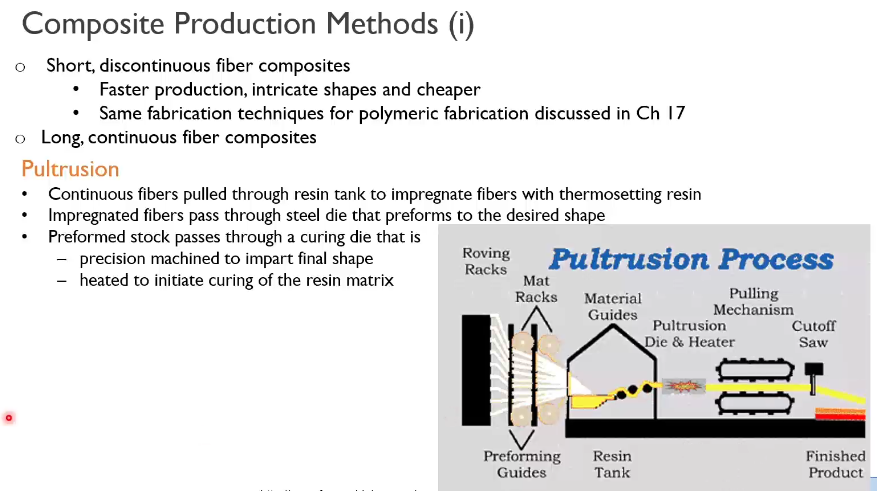 Composite Production Methods (i)
o Short, discontinuous fiber composites
• Faster production, intricate shapes and cheaper
• Same fabrication techniques for polymeric fabrication discussed in Ch 17
o Long, continuous fiber composites
Pultrusion
• Continuous fibers pulled through resin tank to impregnate fibers with thermosetting resin
• Impregnated fibers pass through steel die that preforms to the desired shape
• Preformed stock passes through a curing die that is
– precision machined to impart final shape
– heated to initiate curing of the resin matrix
Pultrusion Process
Roving
Racks
Mat
Racks
Material
Guides
Pultrusion
Die & Heater
Pulling
Mechanism
Cutoff
Saw
Preforming
Guides
Resin
Tank
Finished
Product